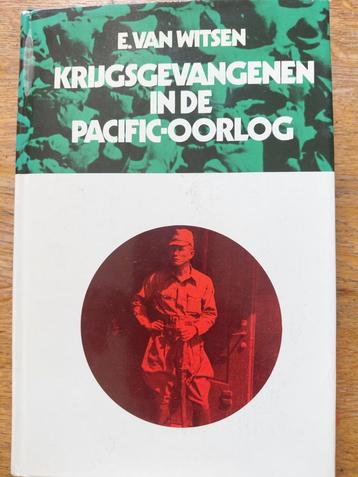 E. VAN WITSEN
KRIJGSGEVANGENEN
IN DE
PACIFIC-OORLOG